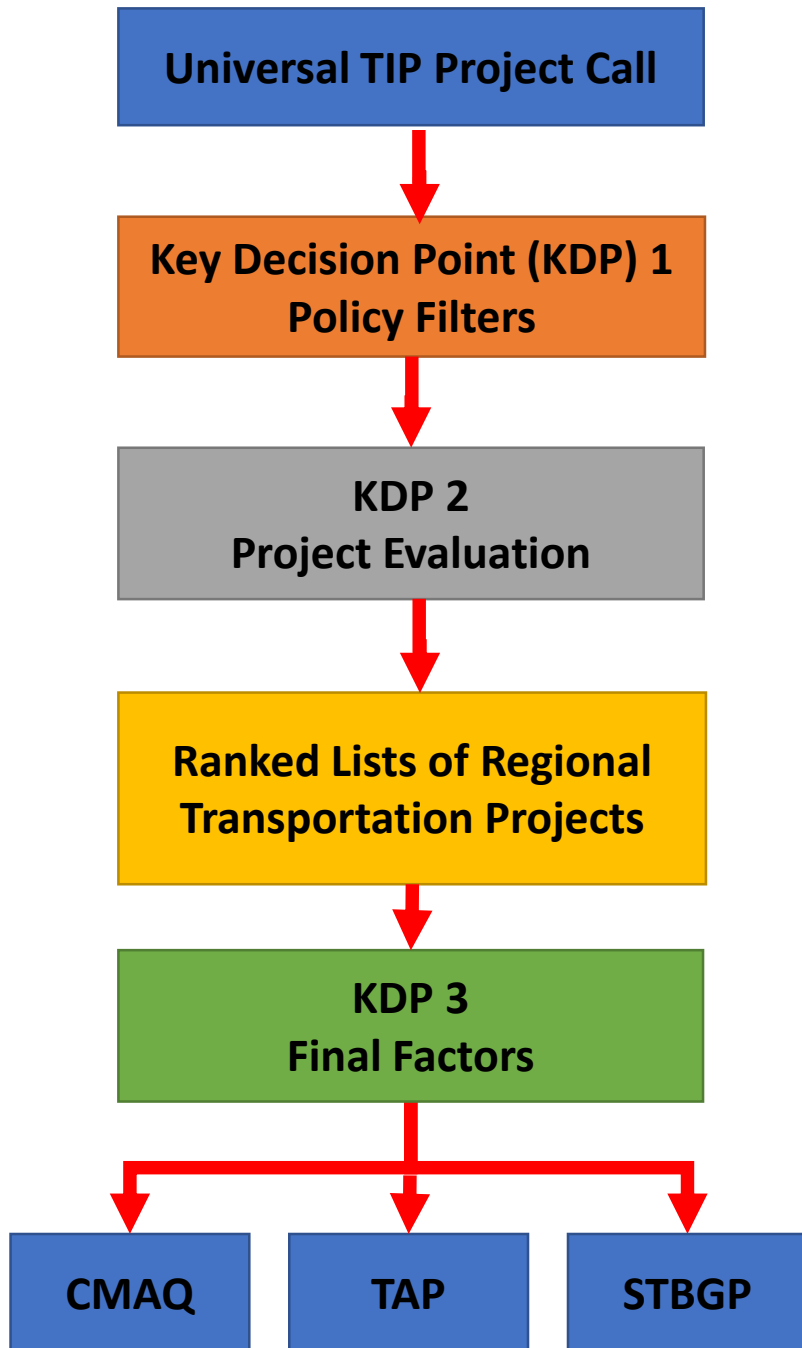 Universal TIP Project Call
Key Decision Point (KDP) 1
Policy Filters
KDP 2
Project Evaluation
Ranked Lists of Regional
Transportation Projects
KDP 3
Final Factors
CMAQ
TAP
STBGP